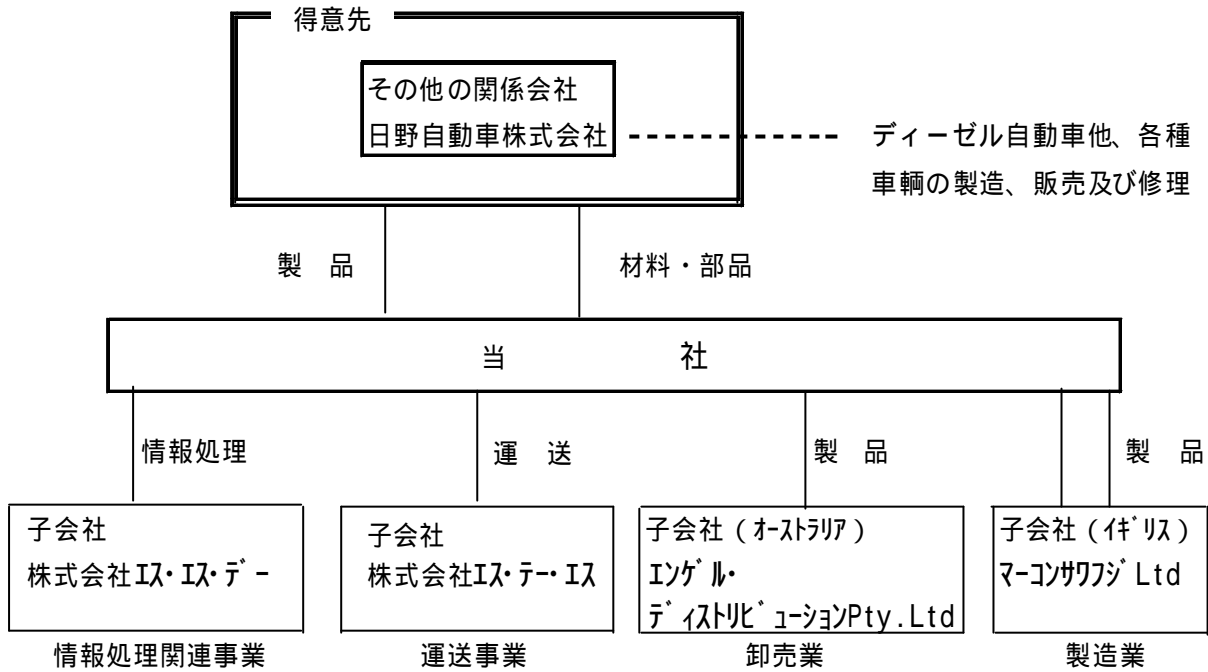 得意先
その他の関係会社
日野自動車株式会社
ディーゼル自動車他、各種
車輌の製造、販売及び修理
製 品
材料・部品
当 社
情報処理
運 送
製 品
製 品
子会社
株式会社ｴｽ・ｴｽ・ﾃﾞｰ
情報処理関連事業
子会社
株式会社ｴｽ・ﾃｰ・ｴｽ
運送事業
子会社（ｵｰｽﾄﾗﾘｱ）
ｴﾝｹﾞﾙ・
ﾃﾞｨｽﾄﾘﾋﾞｭｰｼｮﾝPty.Ltd
卸売業
子会社（ｲｷﾞﾘｽ）
ﾏｰｺﾝｻﾜﾌｼﾞLtd
製造業